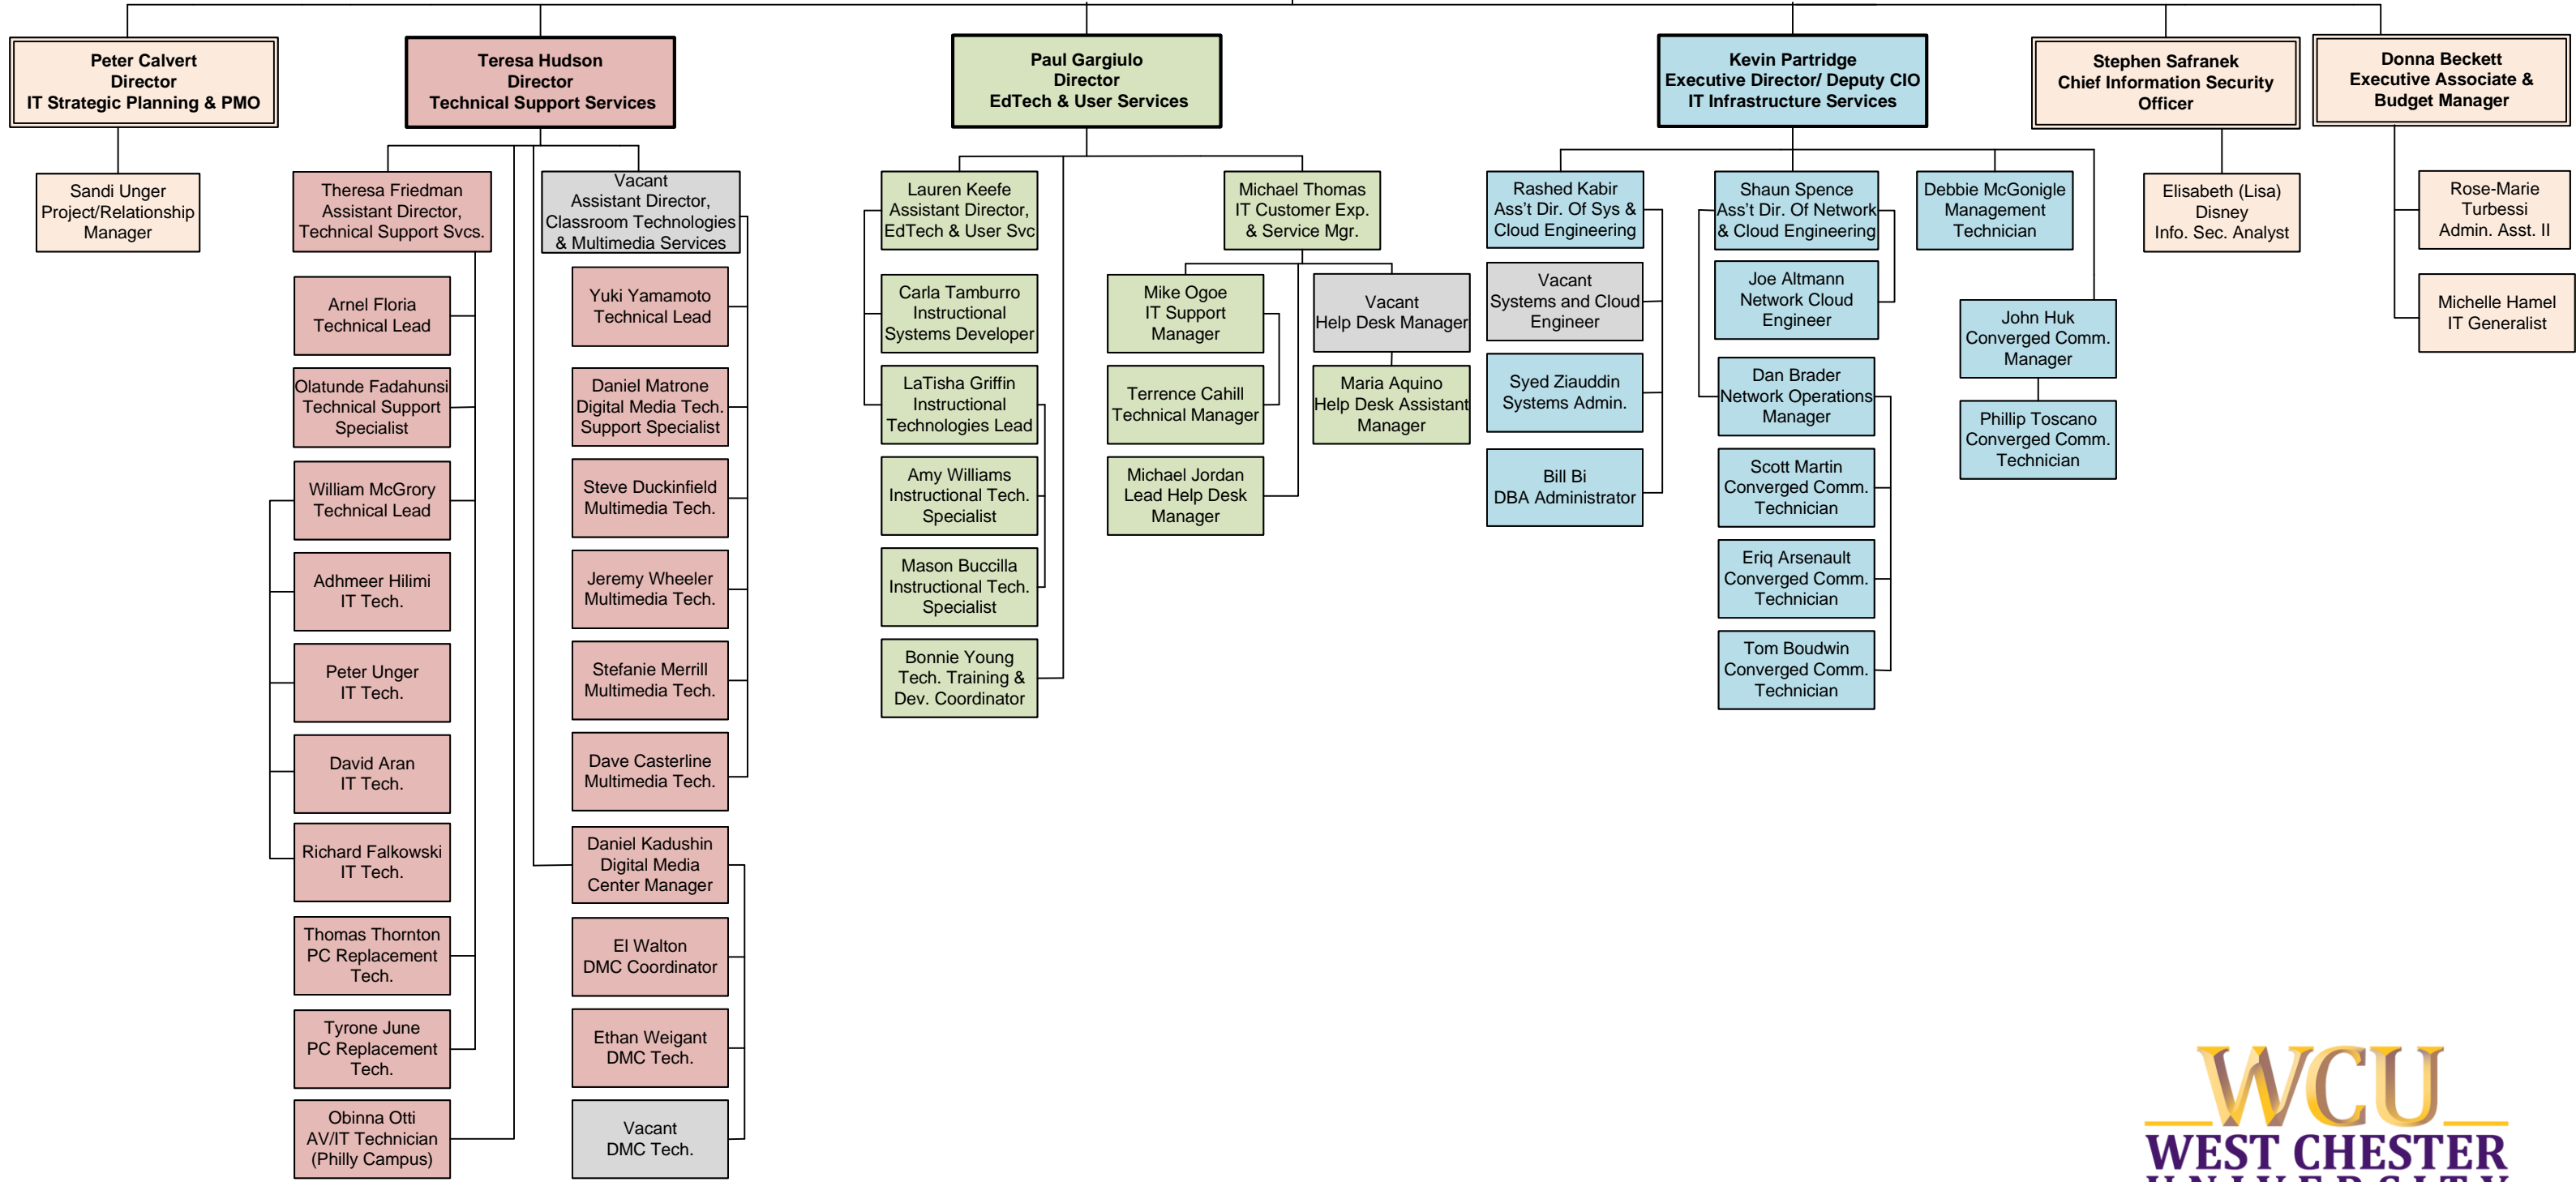 Peter Calvert
Director
IT Strategic Planning & PMO
Sandi Unger
Project/Relationship
Manager
Teresa Hudson
Director
Technical Support Services
Theresa Friedman
Assistant Director,
Technical Support Svcs.
Arnel Floria
Technical Lead
Olatunde Fadahunsi
Technical Support
Specialist
William McGrory
Technical Lead
Adhmeer Hilimi
IT Tech.
Peter Unger
IT Tech.
David Aran
IT Tech.
Richard Falkowski
IT Tech.
Thomas Thornton
PC Replacement
Tech.
Tyrone June
PC Replacement
Tech.
Obinna Otti
AV/IT Technician
(Philly Campus)
Vacant
Assistant Director,
Classroom Technologies
& Multimedia Services
Yuki Yamamoto
Technical Lead
Daniel Matrone
Digital Media Tech.
Support Specialist
Steve Duckinfield
Multimedia Tech.
Jeremy Wheeler
Multimedia Tech.
Stefanie Merrill
Multimedia Tech.
Dave Casterline
Multimedia Tech.
Daniel Kadushin
Digital Media
Center Manager
El Walton
DMC Coordinator
Ethan Weigant
DMC Tech.
Vacant
DMC Tech.
Paul Gargiulo
Director
EdTech & User Services
Lauren Keefe
Assistant Director,
EdTech & User Svc
Carla Tamburro
Instructional
Systems Developer
LaTisha Griffin
Instructional
Technologies Lead
Amy Williams
Instructional Tech.
Specialist
Mason Buccilla
Instructional Tech.
Specialist
Bonnie Young
Tech. Training &
Dev. Coordinator
Michael Thomas
IT Customer Exp.
& Service Mgr.
Mike Ogoe
IT Support
Manager
Terrence Cahill
Technical Manager
Michael Jordan
Lead Help Desk
Manager
Vacant
Help Desk Manager
Maria Aquino
Help Desk Assistant
Manager
Kevin Partridge
Executive Director/ Deputy CIO
IT Infrastructure Services
Rashed Kabir
Ass't Dir. Of Sys &
Cloud Engineering
Vacant
Systems and Cloud
Engineer
Syed Ziauddin
Systems Admin.
Bill Bi
DBA Administrator
Shaun Spence
Ass't Dir. Of Network
& Cloud Engineering
Joe Altmann
Network Cloud
Engineer
Dan Brader
Network Operations
Manager
Scott Martin
Converged Comm.
Technician
Eriq Arsenault
Converged Comm.
Technician
Tom Boudwin
Converged Comm.
Technician
Debbie McGonigle
Management
Technician
John Huk
Converged Comm.
Manager
Phillip Toscano
Converged Comm.
Technician
Stephen Safranek
Chief Information Security
Officer
Elisabeth (Lisa)
Disney
Info. Sec. Analyst
Donna Beckett
Executive Associate &
Budget Manager
Rose-Marie
Turbessi
Admin. Asst. II
Michelle Hamel
IT Generalist
WCU
WEST CHESTER
UNIVERSITY